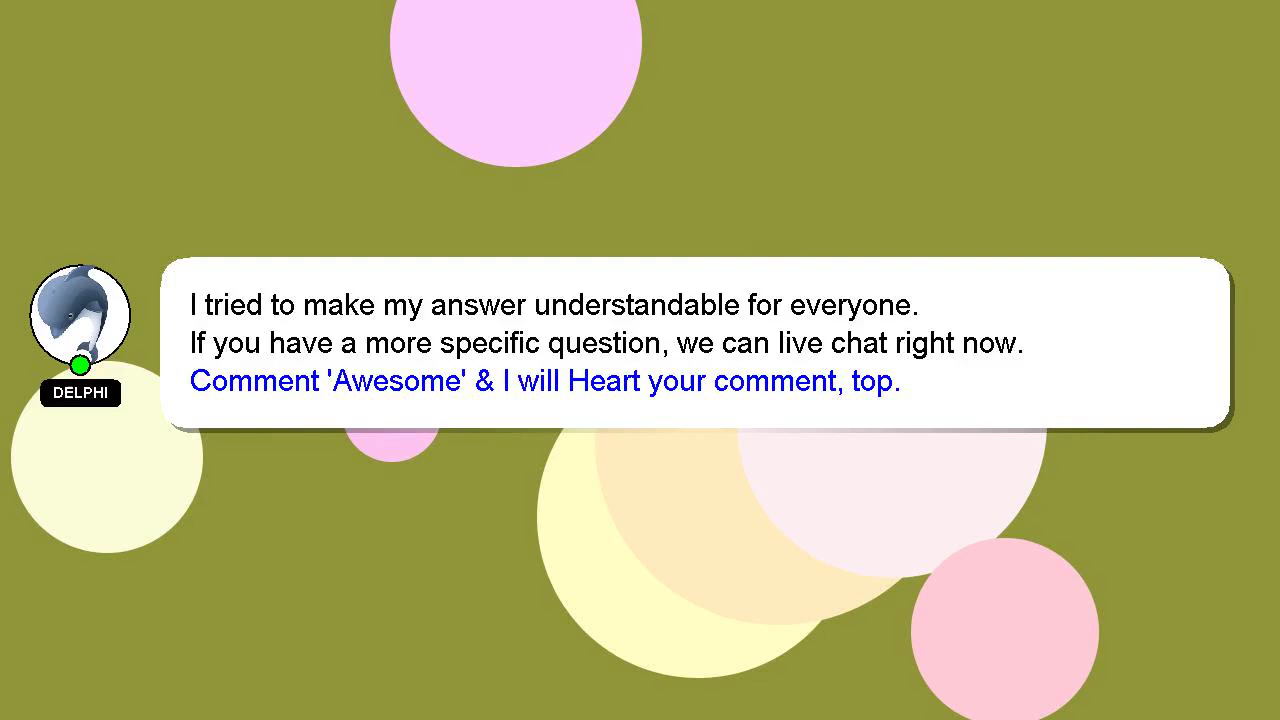 I tried to make my answer understandable for everyone.
If you have a more specific question, we can live chat right now.
Comment 'Awesome' & I will Heart your comment, top.
DELPHI